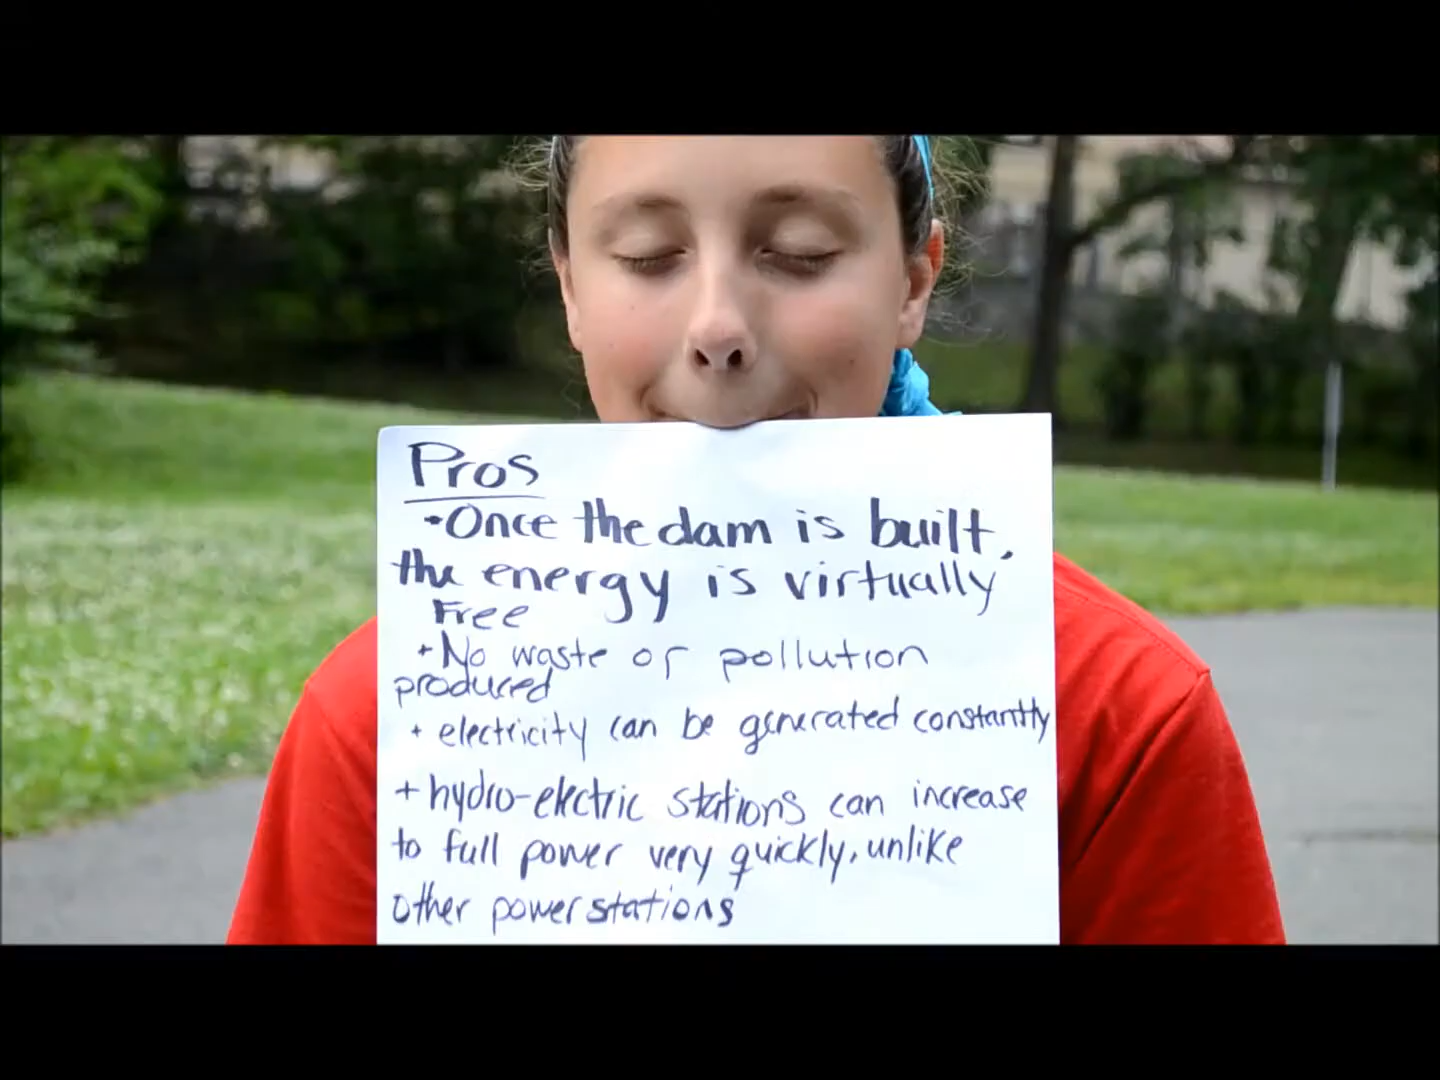 Pros
•Once the dam is built,
the energy is virtually
Free
+ No waste or pollution
produced
+ electricity can be generated constantly
+ hydro-electric stations can increase
to full power very quickly, unlike
other power stations